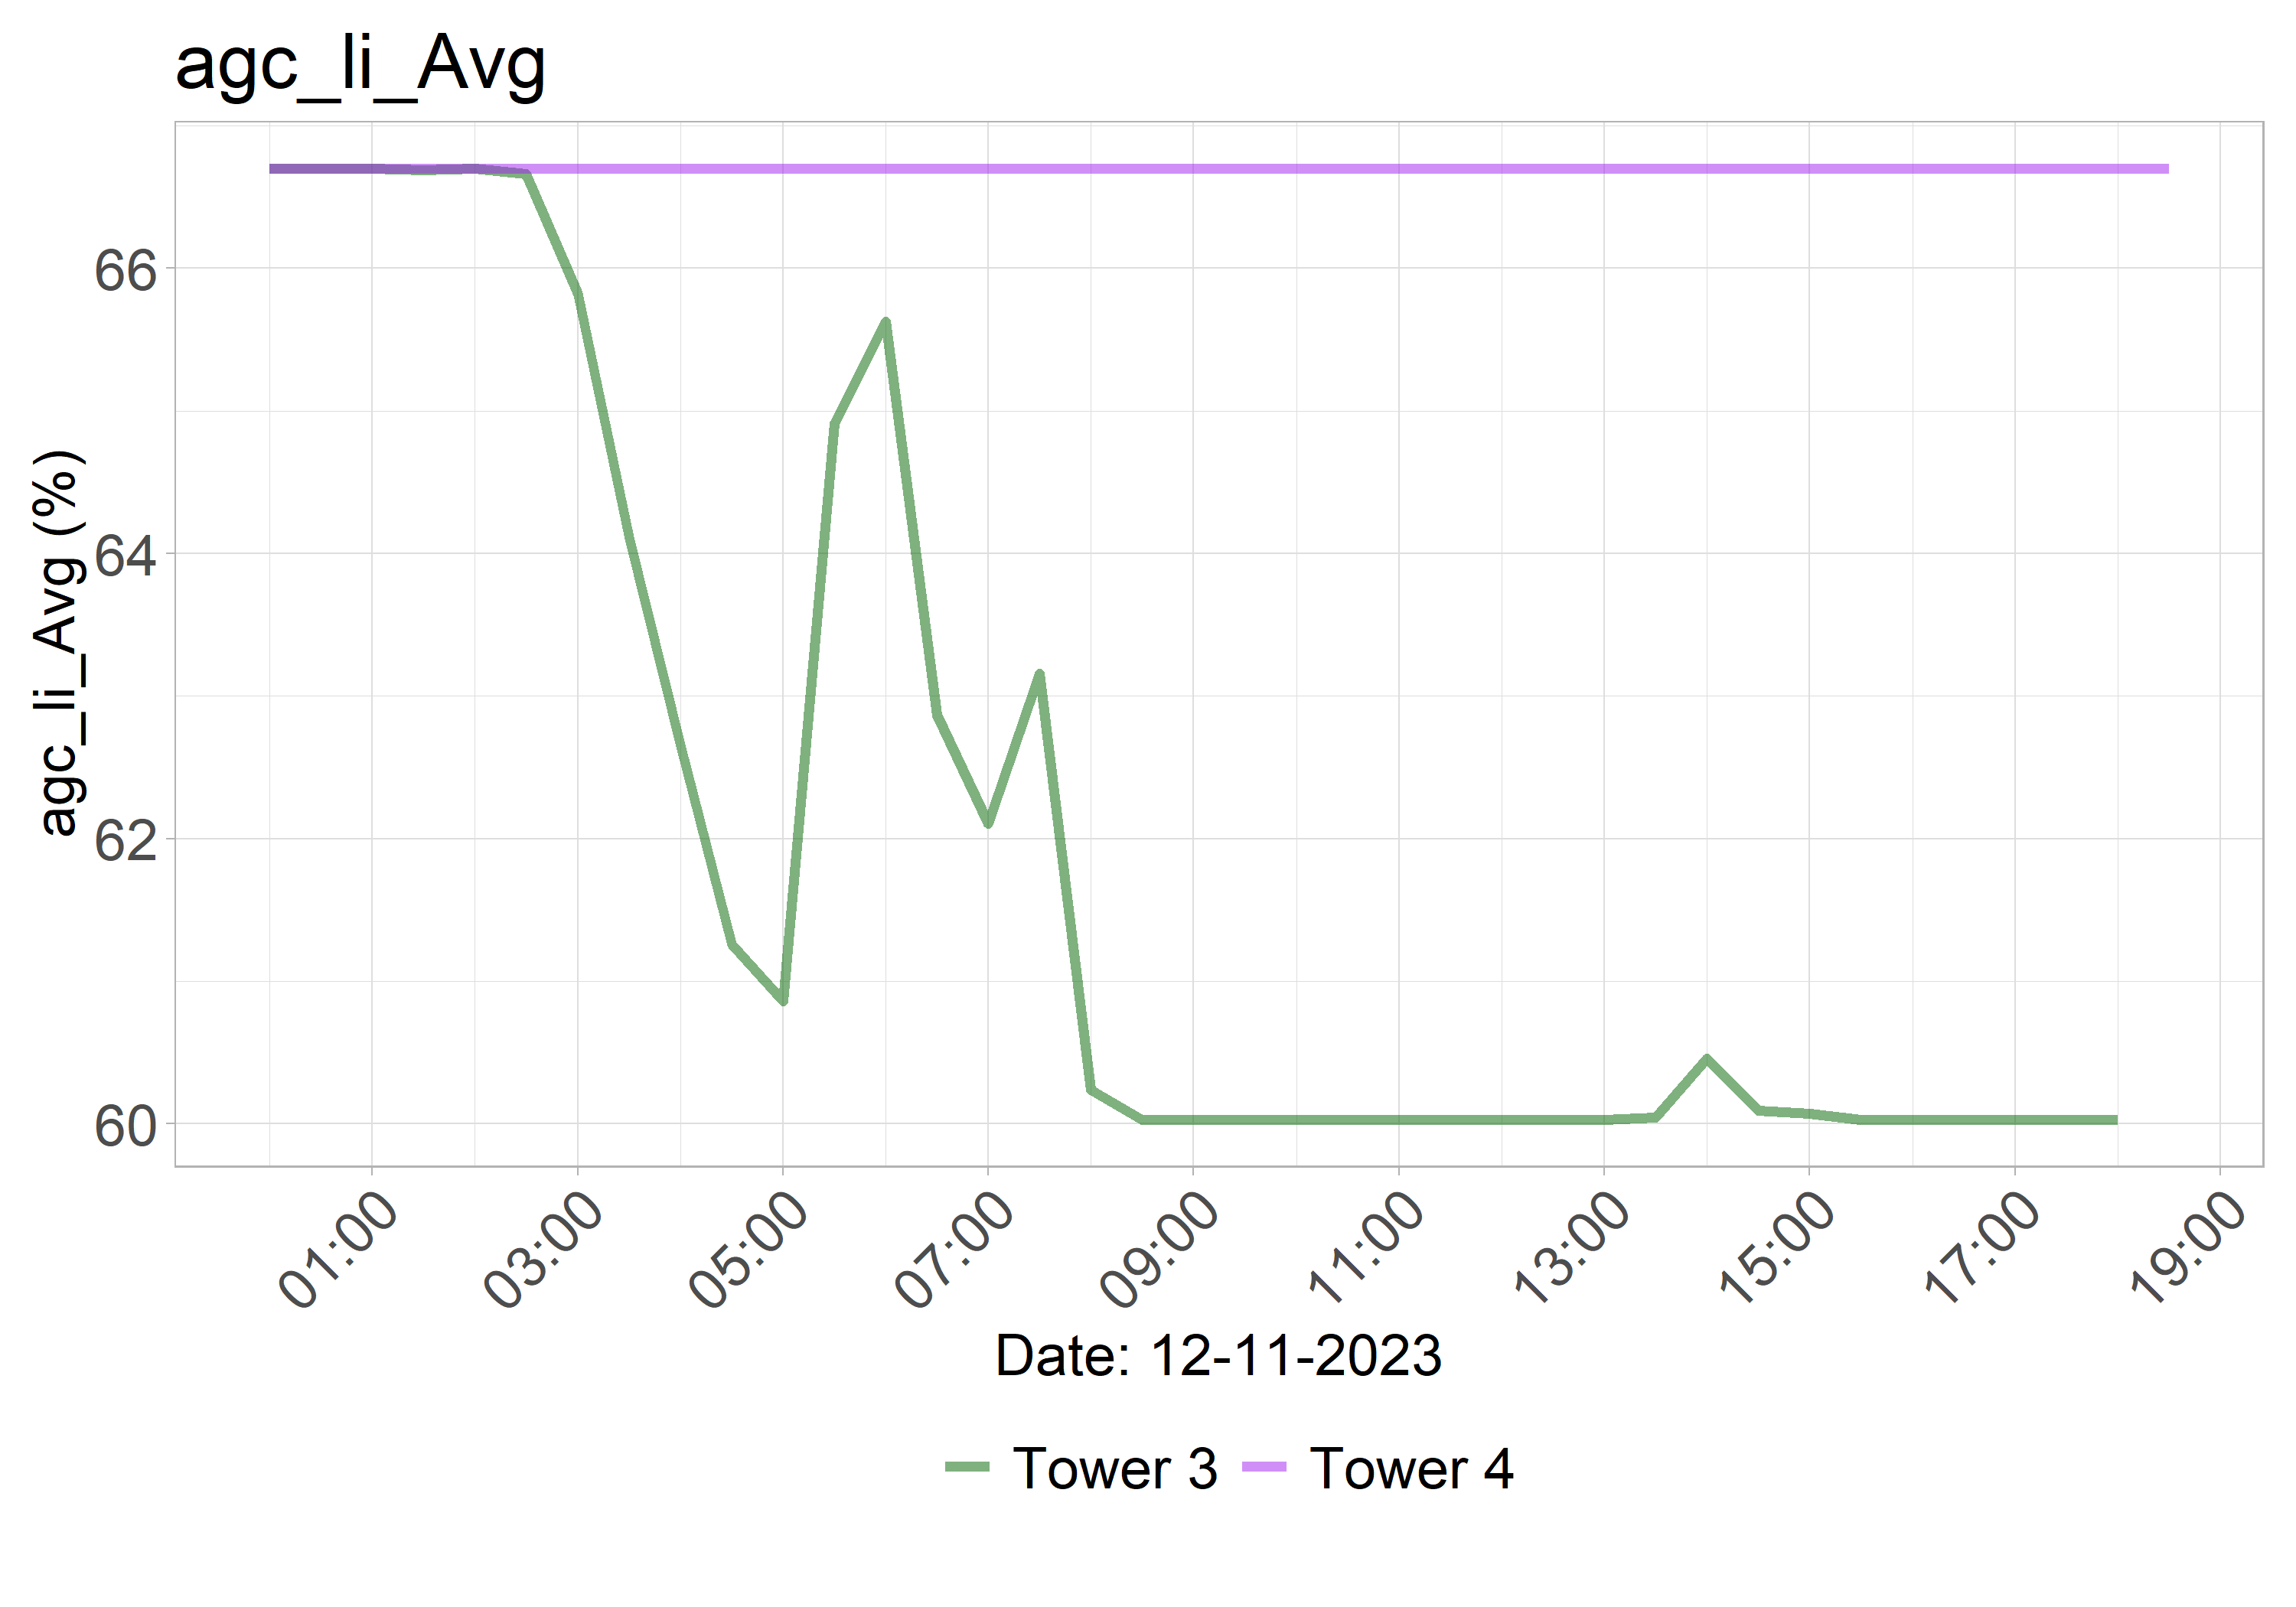 agc_li_Avg
agc_li_Avg (%)
66
64
62
60
01:00 03:00 05:00 07:00 09:00 11:00 13:00 15:00 17:00 19:00
Date: 12-11-2023
Tower 3 Tower 4